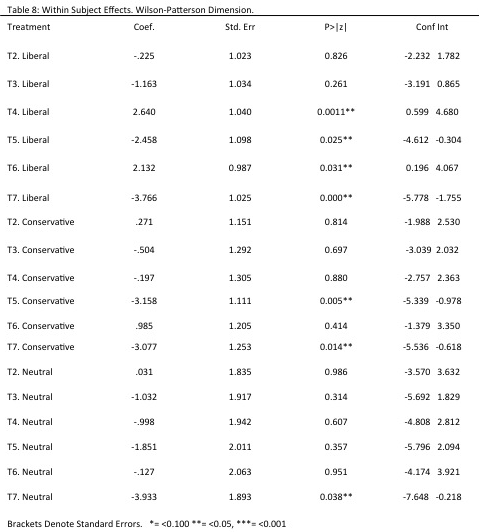 Table 8: Within Subject Effects. Wilson-Patterson Dimension.
Treatment Coef. Std. Err P>|z| Conf Int
T2. Liberal -.225 1.023 0.826 -2.232 1.782
T3. Liberal -1.163 1.034 0.261 -3.191 0.865
T4. Liberal 2.640 1.040 0.0011** 0.599 4.680
T5. Liberal -2.458 1.098 0.025** -4.612 -0.304
T6. Liberal 2.132 0.987 0.031** 0.196 4.067
T7. Liberal -3.766 1.025 0.000** -5.778 -1.755
T2. Conservative .271 1.151 0.814 -1.988 2.530
T3. Conservative -.504 1.292 0.697 -3.039 2.032
T4. Conservative -.197 1.305 0.880 -2.757 2.363
T5. Conservative -3.158 1.111 0.005** -5.339 -0.978
T6. Conservative .985 1.205 0.414 -1.379 3.350
T7. Conservative -3.077 1.253 0.014** -5.536 -0.618
T2. Neutral .031 1.835 0.986 -3.570 3.632
T3. Neutral -1.032 1.917 0.314 -5.692 1.829
T4. Neutral -.998 1.942 0.607 -4.808 2.812
T5. Neutral -1.851 2.011 0.357 -5.796 2.094
T6. Neutral -.127 2.063 0.951 -4.174 3.921
T7. Neutral -3.933 1.893 0.038** -7.648 -0.218
Brackets Denote Standard Errors. *= <0.100 **= <0.05, ***= <0.001